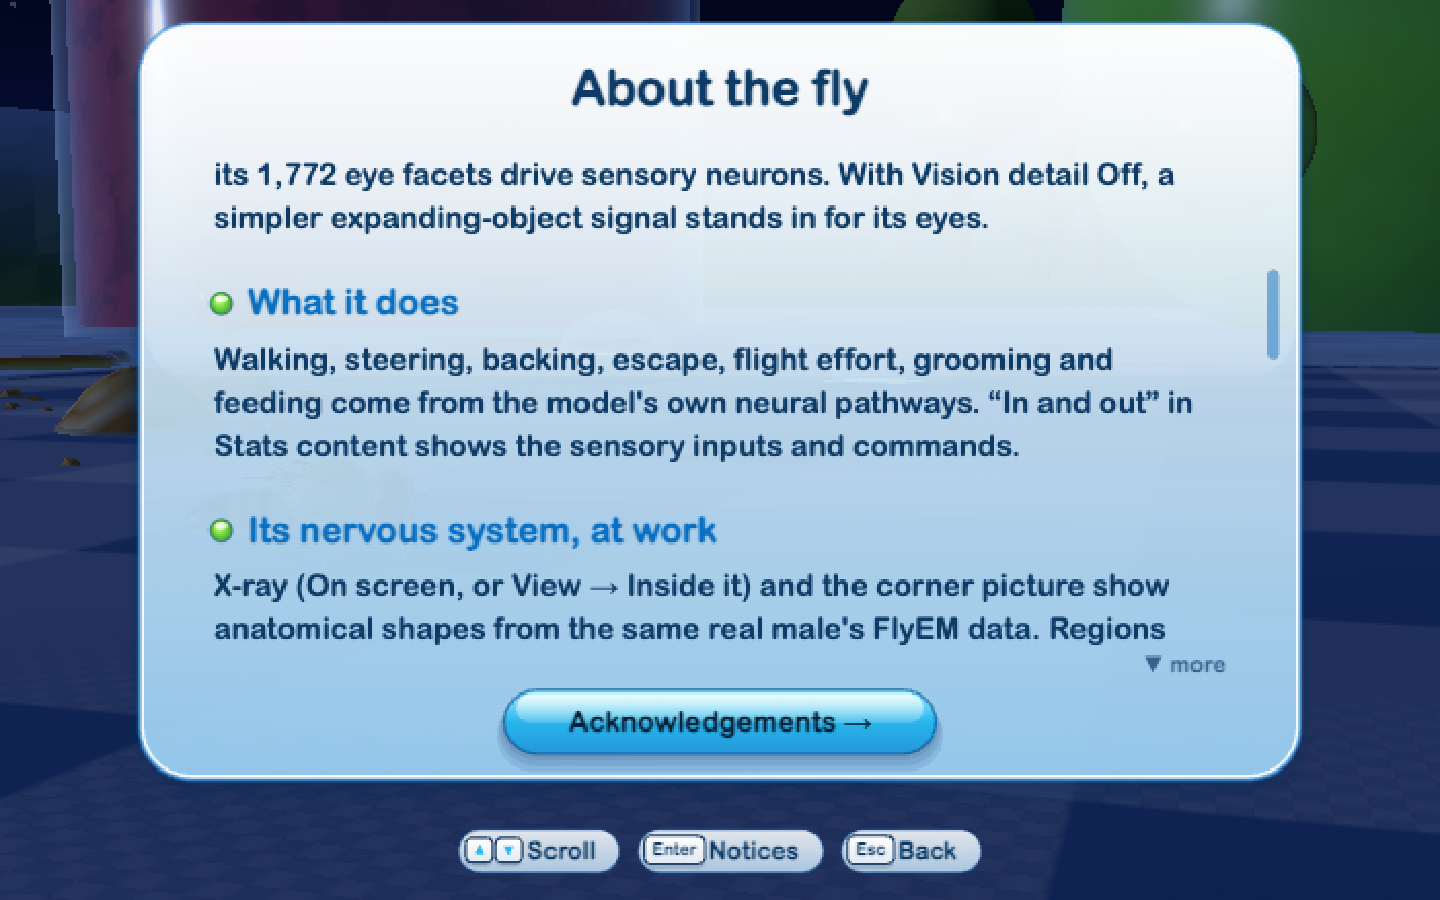 About the fly
its 1,772 eye facets drive sensory neurons. With Vision detail Off, a
simpler expanding-object signal stands in for its eyes.
What it does
Walking, steering, backing, escape, flight effort, grooming and
feeding come from the model's own neural pathways. “In and out” in
Stats content shows the sensory inputs and commands.
Its nervous system, at work
X-ray (On screen, or View → Inside it) and the corner picture show
anatomical shapes from the same real male's FlyEM data. Regions
▼ more
Acknowledgements →
▲ ▼ Scroll
Enter Notices
Esc Back